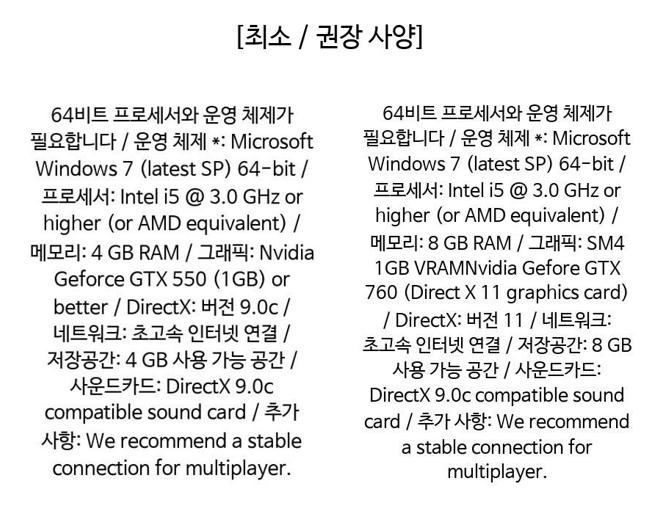 [최소 / 권장 사양]
64비트 프로세서와 운영 체제가
필요합니다 / 운영 체제 *: Microsoft
Windows 7 (latest SP) 64-bit /
프로세서: Intel i5 @ 3.0 GHz or
higher (or AMD equivalent) /
메모리: 4 GB RAM / 그래픽: Nvidia
Geforce GTX 550 (1GB) or
better / DirectX: 버전 9.0c /
네트워크: 초고속 인터넷 연결 /
저장공간: 4 GB 사용 가능 공간 /
사운드카드: DirectX 9.0c
compatible sound card / 추가
사항: We recommend a stable
connection for multiplayer.
64비트 프로세서와 운영 체제가
필요합니다 / 운영 체제 *: Microsoft
Windows 7 (latest SP) 64-bit /
프로세서: Intel i5 @ 3.0 GHz or
higher (or AMD equivalent) /
메모리: 8 GB RAM / 그래픽: SM4
1GB VRAMNvidia Gefore GTX
760 (Direct X 11 graphics card)
/ DirectX: 버전 11 / 네트워크:
초고속 인터넷 연결 / 저장공간: 8 GB
사용 가능 공간 / 사운드카드:
DirectX 9.0c compatible sound
card / 추가 사항: We recommend
a stable connection for
multiplayer.